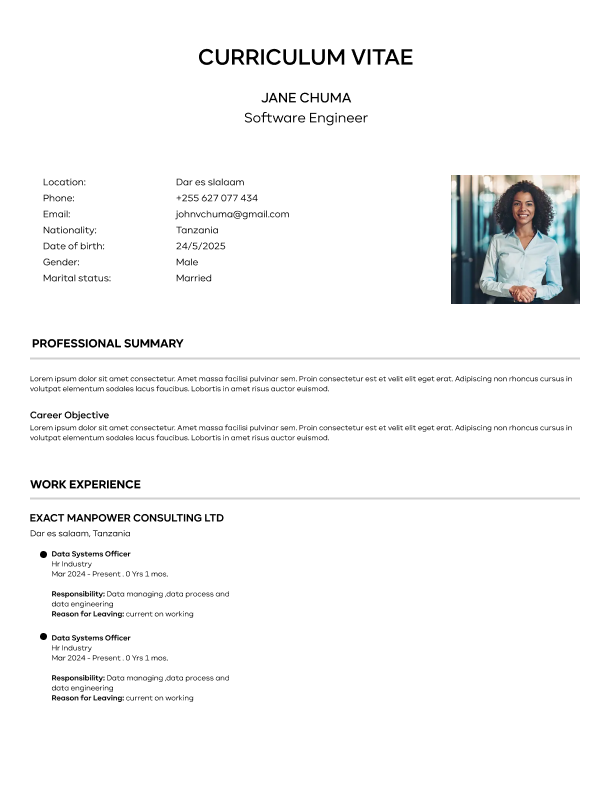 CURRICULUM VITAE
JANE CHUMA
Software Engineer
Location: Dar es slalaam
Phone: +255 627 077 434
Email: johnvchuma@gmail.com
Nationality: Tanzania
Date of birth: 24/5/2025
Gender: Male
Marital status: Married
PROFESSIONAL SUMMARY
Lorem ipsum dolor sit amet consectetur. Amet massa facilisi pulvinar sem. Proin consectetur est et velit elit eget erat. Adipiscing non rhoncus cursus in
volutpat elementum sodales lacus faucibus. Lobortis in amet risus auctor euismod.
Career Objective
Lorem ipsum dolor sit amet consectetur. Amet massa facilisi pulvinar sem. Proin consectetur est et velit elit eget erat. Adipiscing non rhoncus cursus in
volutpat elementum sodales lacus faucibus. Lobortis in amet risus auctor euismod.
WORK EXPERIENCE
EXACT MANPOWER CONSULTING LTD
Dar es salaam, Tanzania
Data Systems Officer
Hr Industry
Mar 2024 - Present . 0 Yrs 1 mos.
Responsibility: Data managing ,data process and
data engineering
Reason for Leaving: current on working
Data Systems Officer
Hr Industry
Mar 2024 - Present . 0 Yrs 1 mos.
Responsibility: Data managing ,data process and
data engineering
Reason for Leaving: current on working